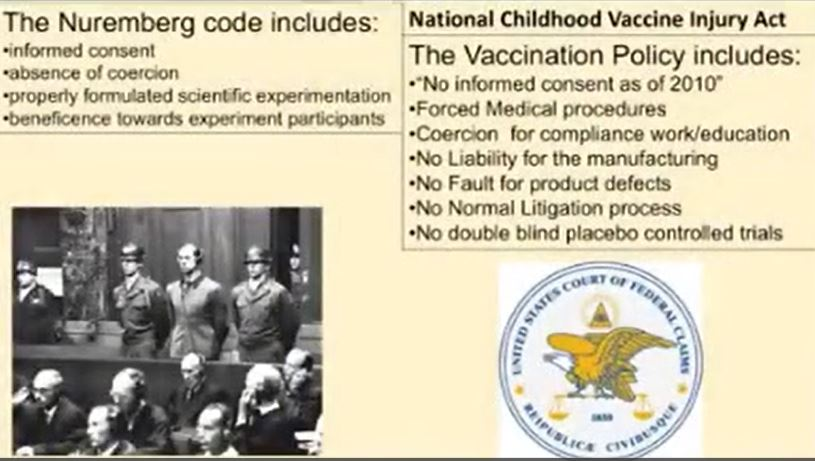 The Nuremberg code includes:
•informed consent
•absence of coercion
•properly formulated scientific experimentation
•beneficence towards experiment participants
National Childhood Vaccine Injury Act
The Vaccination Policy includes:
•"No informed consent as of 2010"
•Forced Medical procedures
•Coercion for compliance work/education
•No Liability for the manufacturing
•No Fault for product defects
•No Normal Litigation process
•No double blind placebo controlled trials
UNITED STATES COURT OF FEDERAL CLAIMS
REIPUBLICÆ CIVIBUSQUE